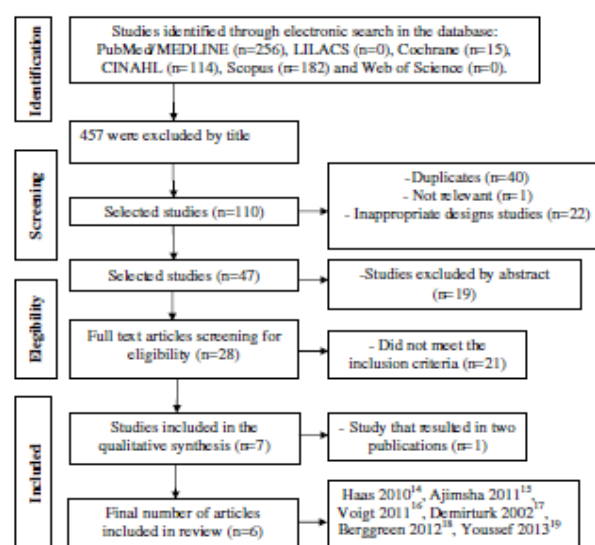 Identification
Studies identified through electronic search in the database:
PubMed/MEDLINE (n=256), LILACS (n=0), Cochrane (n=15),
CINAHL (n=114), Scopus (n=182) and Web of Science (n=0).
457 were excluded by title
Screening
Selected studies (n=110)
- Duplicates (n=40)
- Not relevant (n=1)
- Inappropriate designs studies (n=22)
Selected studies (n=47)
-Studies excluded by abstract
(n=19)
Elegibility
Full text articles screening for
eligibility (n=28)
- Did not meet the
inclusion criteria (n=21)
Included
Studies included in the
qualitative synthesis (n=7)
- Study that resulted in two
publications (n=1)
Final number of articles
included in review (n=6)
Haas 2010¹⁴, Ajimsha 2011¹⁵,
Voigt 2011¹⁶, Demirturk 2002¹⁷,
Berggreen 2012¹⁸, Youssef 2013¹⁹